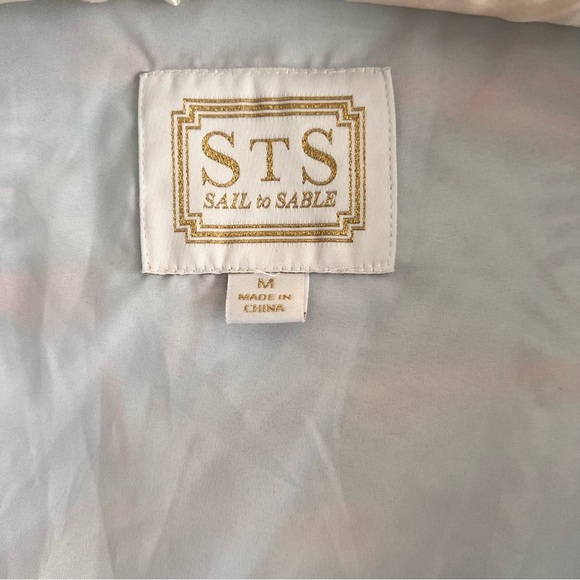 STS
SAIL to SABLE
M
MADE IN
CHINA